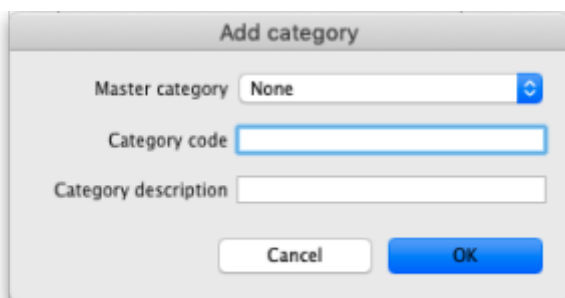 Add category
Master category None
Category code
Category description
Cancel OK